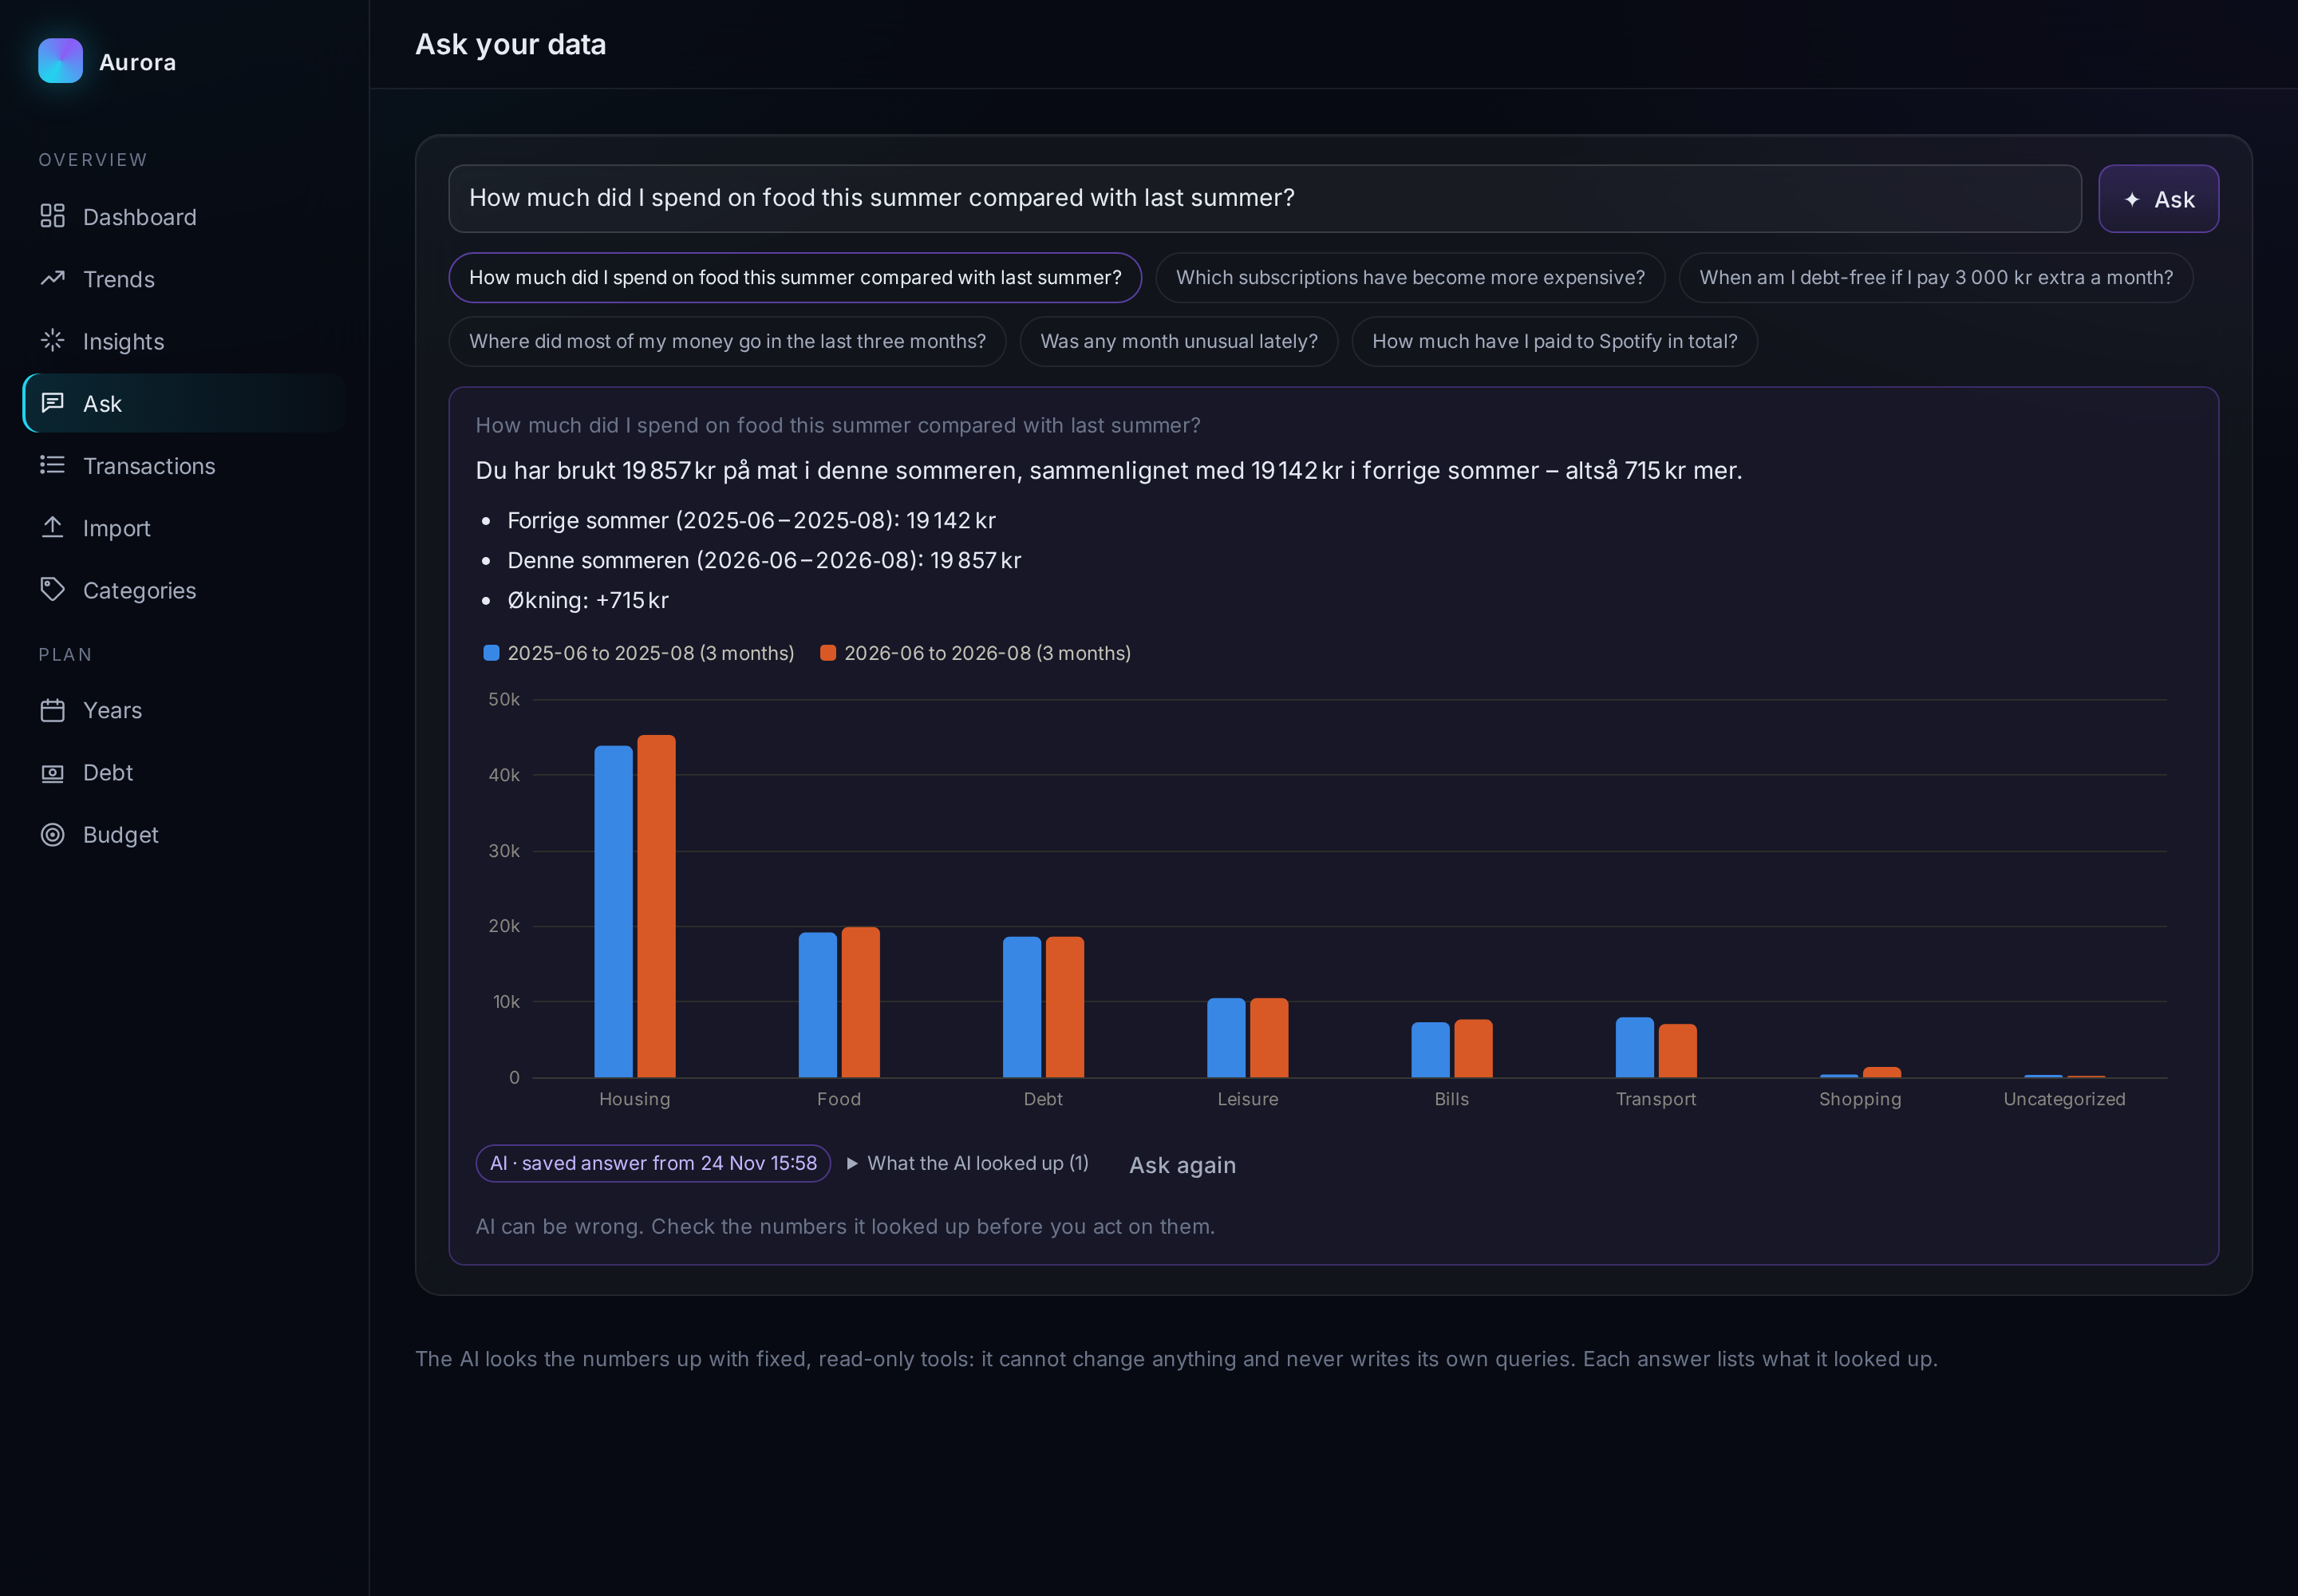 Aurora
Ask your data
OVERVIEW
Dashboard
Trends
Insights
Ask
Transactions
Import
Categories
PLAN
Years
Debt
Budget
How much did I spend on food this summer compared with last summer?
✦ Ask
How much did I spend on food this summer compared with last summer?
Which subscriptions have become more expensive?
When am I debt-free if I pay 3 000 kr extra a month?
Where did most of my money go in the last three months?
Was any month unusual lately?
How much have I paid to Spotify in total?
How much did I spend on food this summer compared with last summer?
Du har brukt 19 857 kr på mat i denne sommeren, sammenlignet med 19 142 kr i forrige sommer – altså 715 kr mer.
• Forrige sommer (2025-06 – 2025-08): 19 142 kr
• Denne sommeren (2026-06 – 2026-08): 19 857 kr
• Økning: +715 kr
2025-06 to 2025-08 (3 months)
2026-06 to 2026-08 (3 months)
50k
40k
30k
20k
10k
0
Housing
Food
Debt
Leisure
Bills
Transport
Shopping
Uncategorized
AI · saved answer from 24 Nov 15:58
▶ What the AI looked up (1)
Ask again
AI can be wrong. Check the numbers it looked up before you act on them.
The AI looks the numbers up with fixed, read-only tools: it cannot change anything and never writes its own queries. Each answer lists what it looked up.